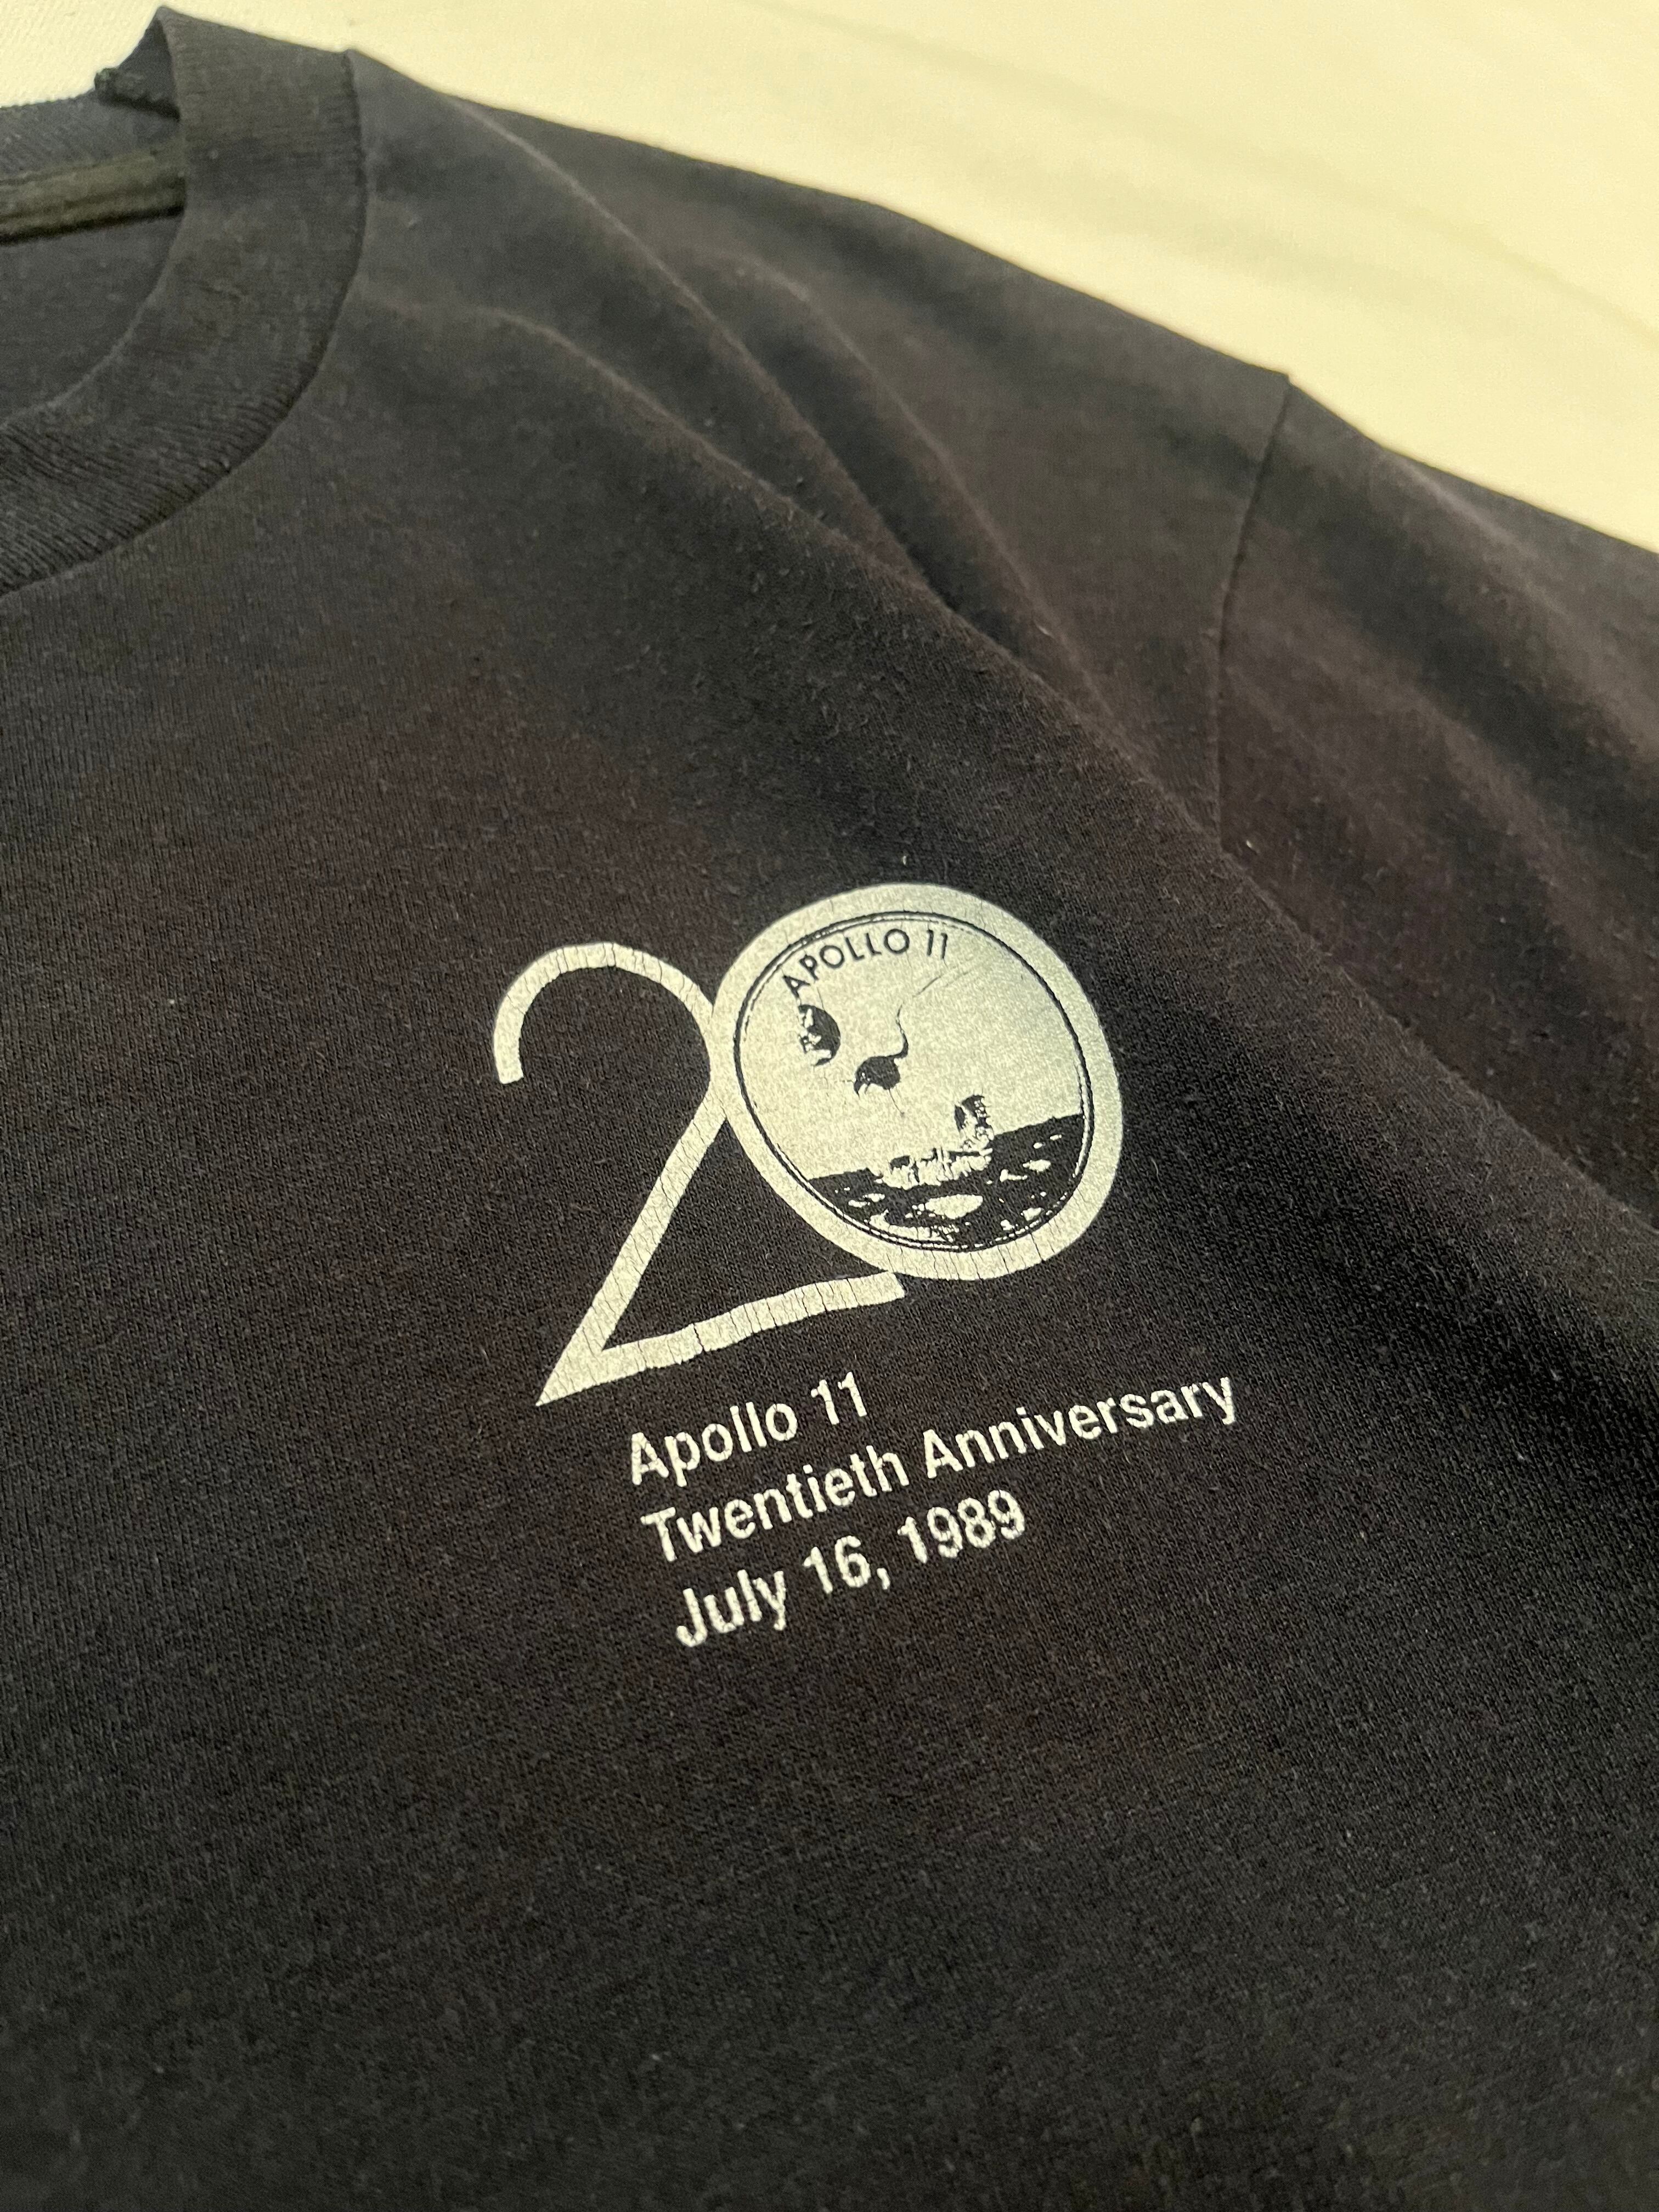 20
APOLLO 11
Apollo 11
Twentieth Anniversary
July 16, 1989